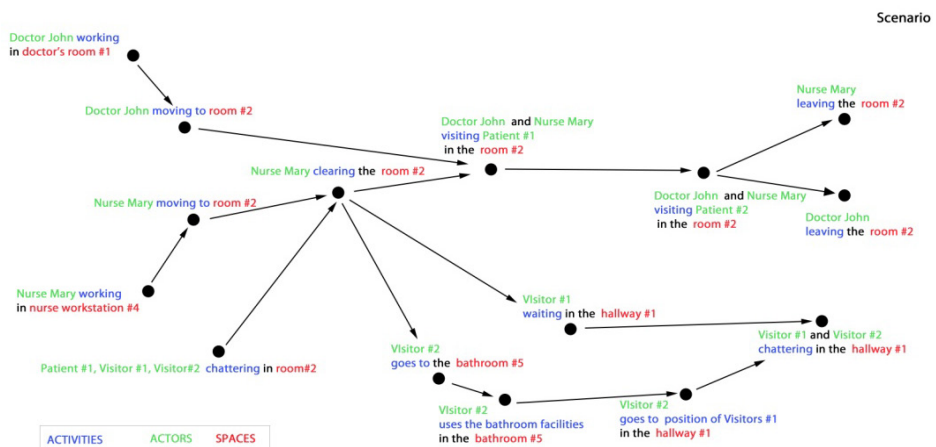 Scenario
Doctor John working
in doctor's room #1
Doctor John moving to room #2
Nurse Mary
leaving the room #2
Doctor John and Nurse Mary
visiting Patient #1
in the room #2
Nurse Mary clearing the room #2
Nurse Mary moving to room #2
Doctor John and Nurse Mary
visiting Patient #2
in the room #2
Doctor John
leaving the room #2
Nurse Mary working
in nurse workstation #4
Visitor #1
waiting in the hallway #1
Visitor #1 and Visitor #2
chattering in the hallway #1
Patient #1, Visitor #1, Visitor#2 chattering in room#2
VIsitor #2
goes to the bathroom #5
VIsitor #2
uses the bathroom facilities
in the bathroom #5
VIsitor #2
goes to position of Visitors #1
in the hallway #1
ACTIVITIES ACTORS SPACES